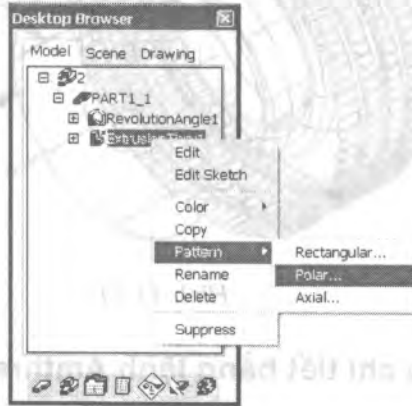 Desktop Browser
Model Scene Drawing
2
PART1_1
RevolutionAngle1
Edit
Edit Sketch
Color
Copy
Pattern
Rename
Delete
Suppress
Rectangular...
Polar...
Axial...